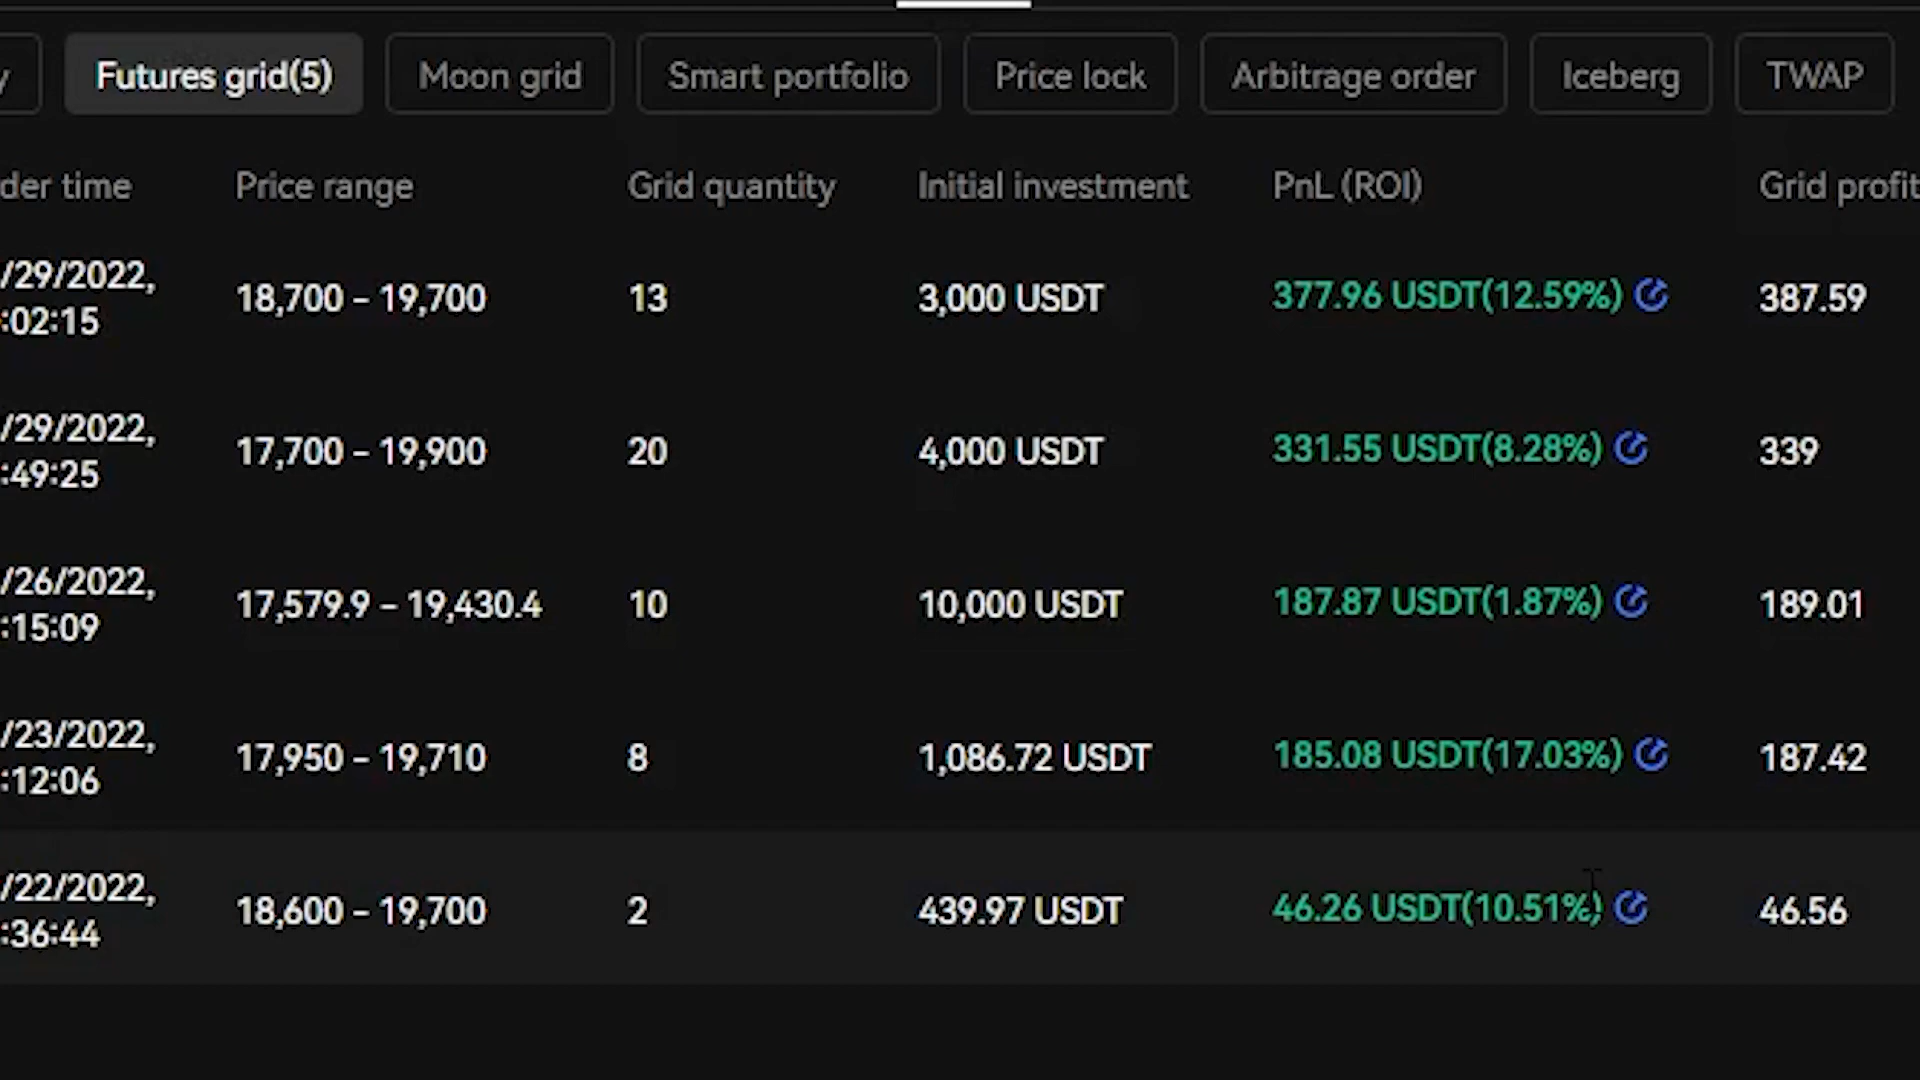 y Futures grid(5) Moon grid Smart portfolio Price lock Arbitrage order Iceberg TWAP
der time Price range Grid quantity Initial investment PnL (ROI) Grid profit
/29/2022, 18,700 – 19,700 13 3,000 USDT 377.96 USDT(12.59%) 387.59
:02:15
/29/2022, 17,700 – 19,900 20 4,000 USDT 331.55 USDT(8.28%) 339
:49:25
/26/2022, 17,579.9 – 19,430.4 10 10,000 USDT 187.87 USDT(1.87%) 189.01
:15:09
/23/2022, 17,950 – 19,710 8 1,086.72 USDT 185.08 USDT(17.03%) 187.42
:12:06
/22/2022, 18,600 – 19,700 2 439.97 USDT 46.26 USDT(10.51%) 46.56
:36:44